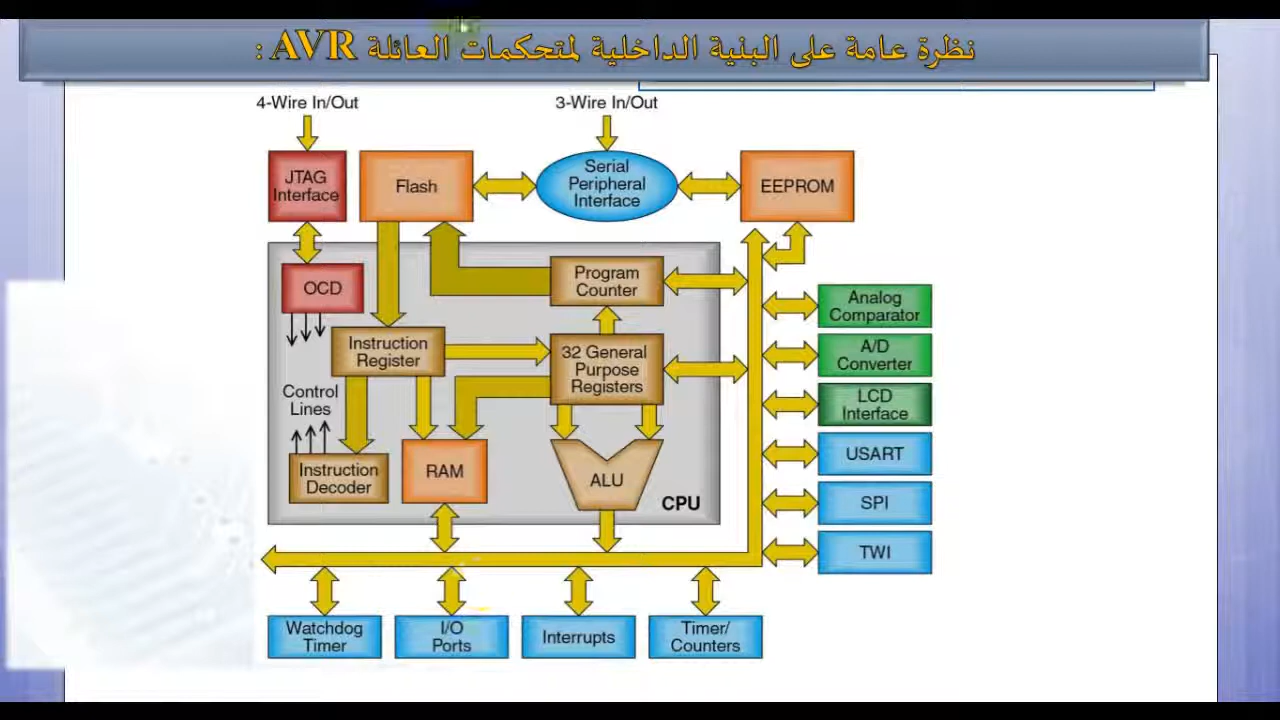 نظرة عامة على البنية الداخلية لمتحكمات العائلة AVR :
4-Wire In/Out
3-Wire In/Out
JTAG
Interface
Flash
Serial
Peripheral
Interface
EEPROM
OCD
Program
Counter
Analog
Comparator
Instruction
Register
32 General
Purpose
Registers
A/D
Converter
Control
Lines
LCD
Interface
Instruction
Decoder
RAM
ALU
CPU
USART
SPI
TWI
Watchdog
Timer
I/O
Ports
Interrupts
Timer/
Counters